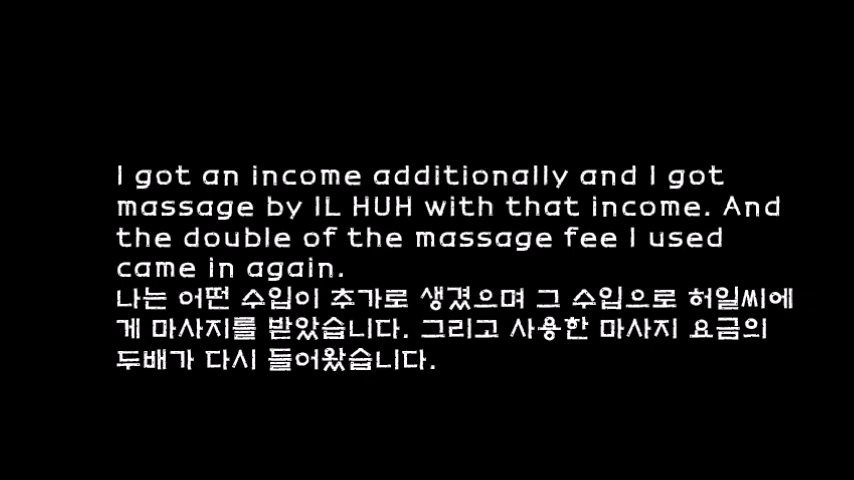 I got an income additionally and I got
massage by IL HUH with that income. And
the double of the massage fee I used
came in again.
나는 어떤 수입이 추가로 생겼으며 그 수입으로 허일씨에
게 마사지를 받았습니다. 그리고 사용한 마사지 요금의
두배가 다시 들어왔습니다.